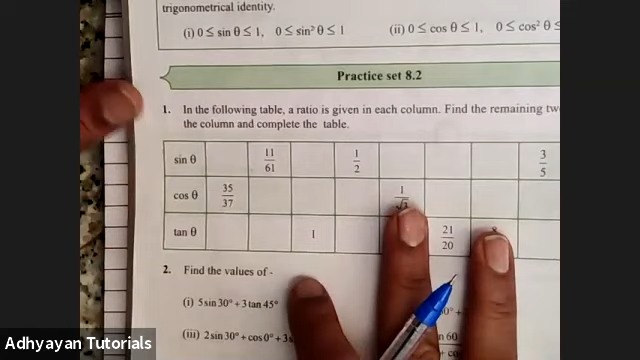 trigonometrical identity.
(i) 0 ≤ sin θ ≤ 1, 0 ≤ sin² θ ≤ 1 (ii) 0 ≤ cos θ ≤ 1, 0 ≤ cos² θ ≤
Practice set 8.2
1. In the following table, a ratio is given in each column. Find the remaining two
the column and complete the table.
sin θ 11/61 1/2 3/5
cos θ 35/37 1/√3
tan θ 1 21/20 8
2. Find the values of -
(i) 5 sin 30° + 3 tan 45°
(iii) 2 sin 30° + cos 0° + 3 s
Adhyayan Tutorials